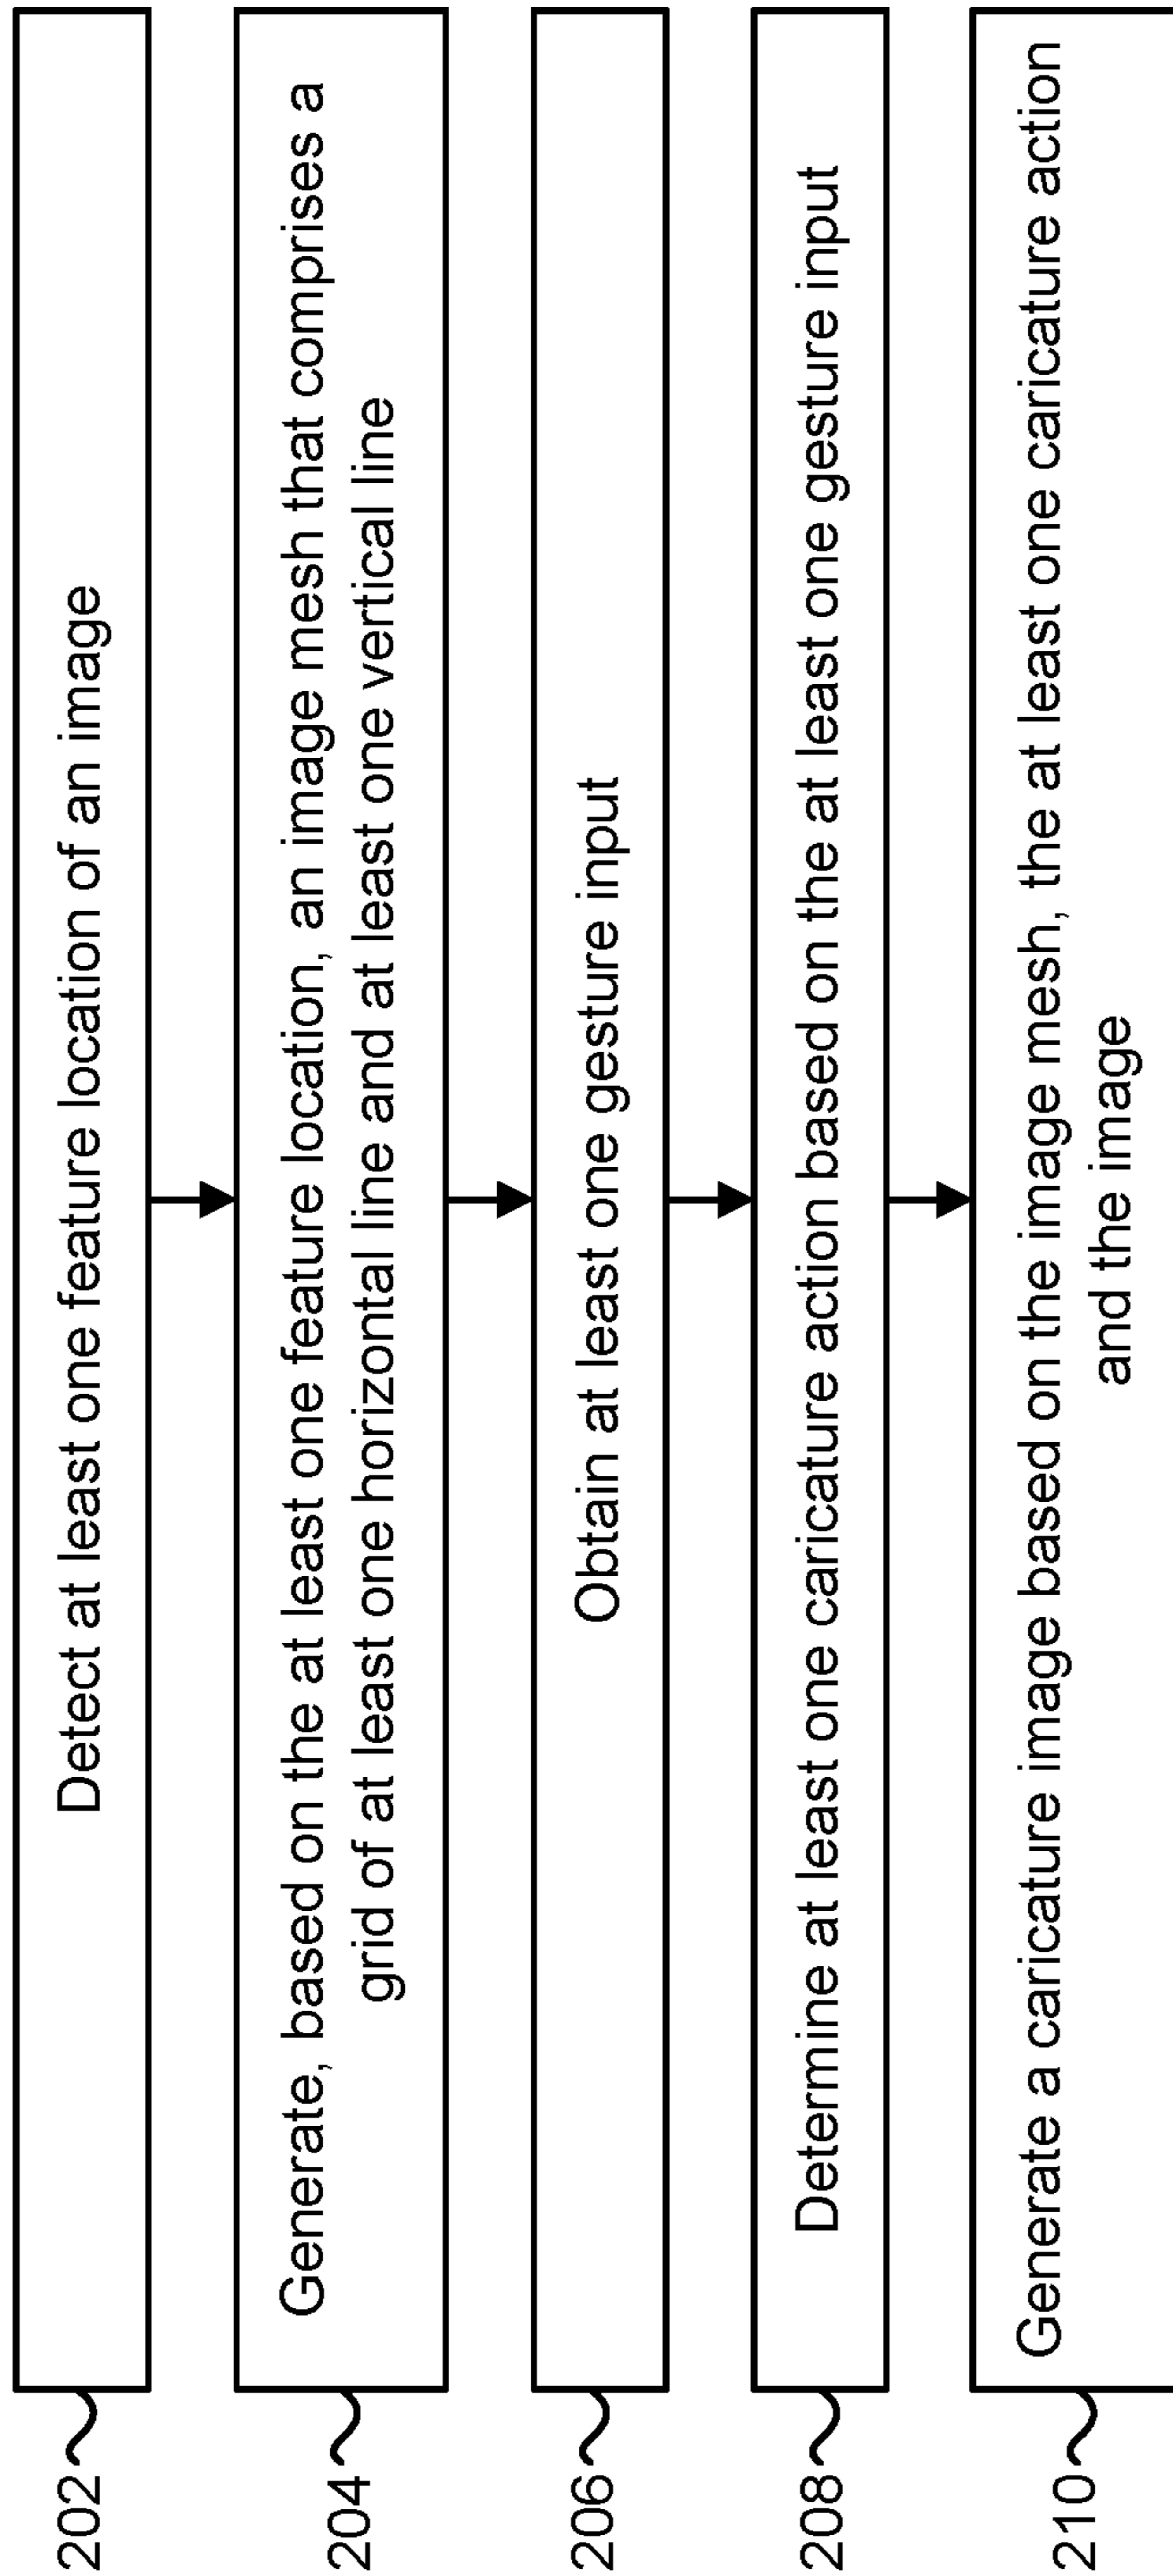 202
Detect at least one feature location of an image
204
Generate, based on the at least one feature location, an image mesh that comprises a
grid of at least one horizontal line and at least one vertical line
206
Obtain at least one gesture input
208
Determine at least one caricature action based on the at least one gesture input
210
Generate a caricature image based on the image mesh, the at least one caricature action
and the image